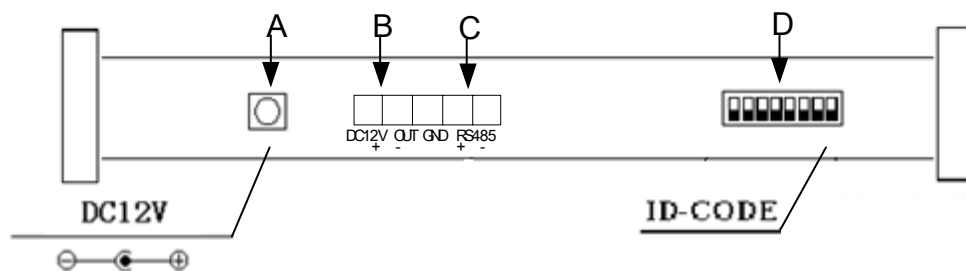 A B C D
DC12V OUT GND RS485
+ - + -
DC12V ID-CODE
- +